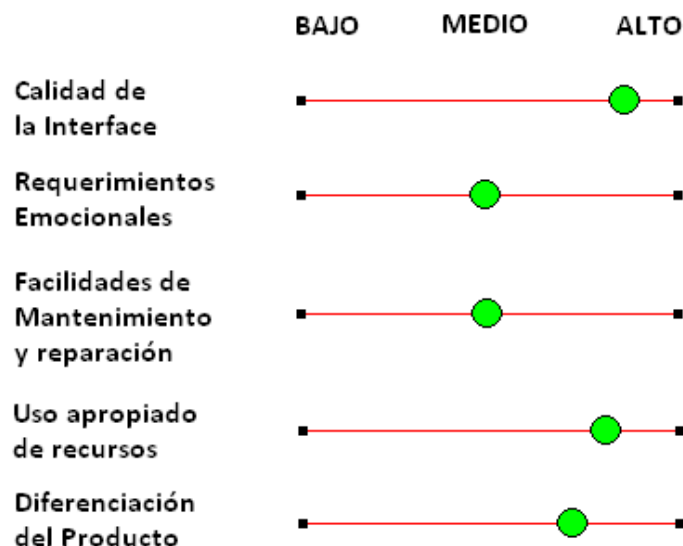 BAJO MEDIO ALTO
Calidad de
la Interface
Requerimientos
Emocionales
Facilidades de
Mantenimiento
y reparación
Uso apropiado
de recursos
Diferenciación
del Producto